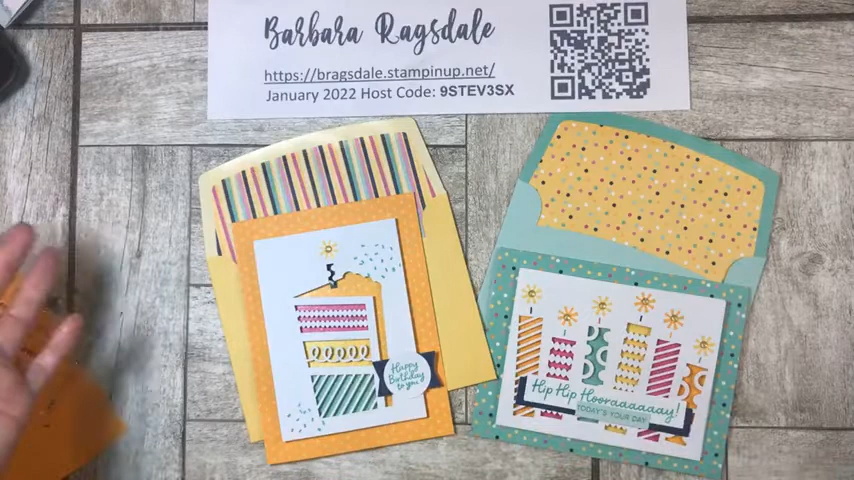 Barbara Ragsdale
https://bragsdale.stampinup.net/
January 2022 Host Code: 9STEV3SX
Happy
Birthday
to you
Hip Hip Hooraaaaaay!
TODAY'S YOUR DAY